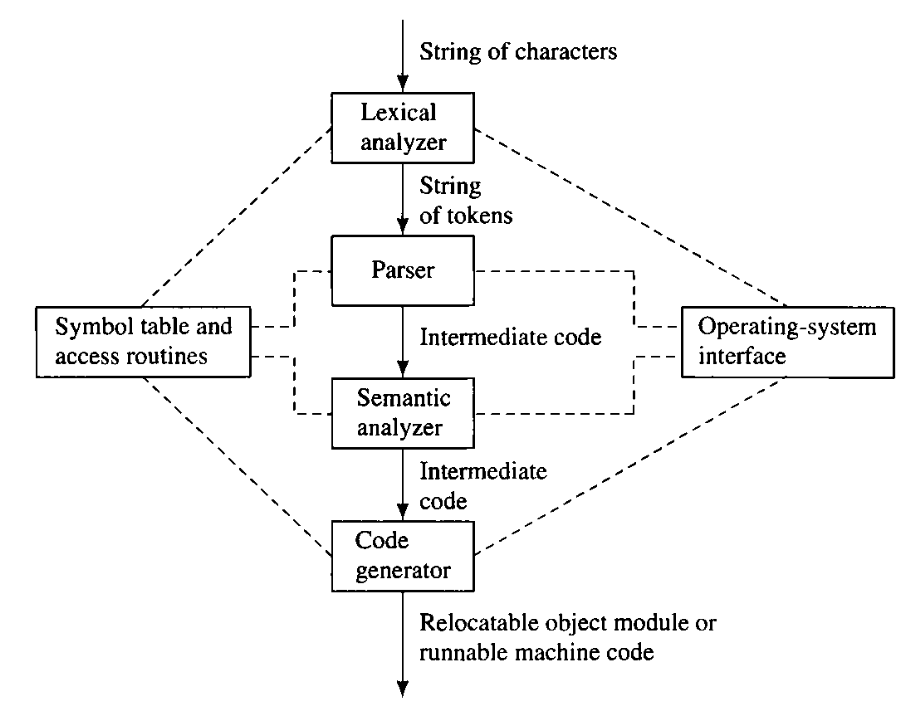 String of characters
Lexical
analyzer
String
of tokens
Parser
Symbol table and
access routines
Intermediate code
Operating-system
interface
Semantic
analyzer
Intermediate
code
Code
generator
Relocatable object module or
runnable machine code